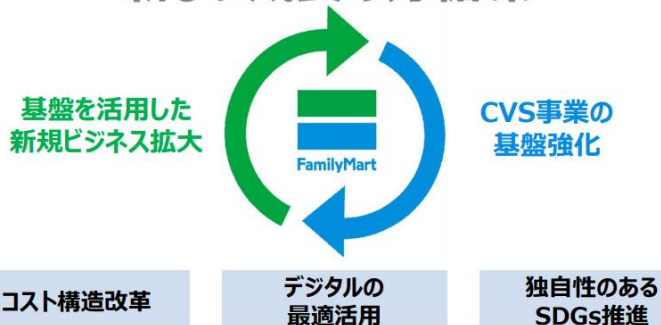 基盤を活用した
新規ビジネス拡大
CVS事業の
基盤強化
FamilyMart
コスト構造改革
デジタルの
最適活用
独自性のある
SDGs推進